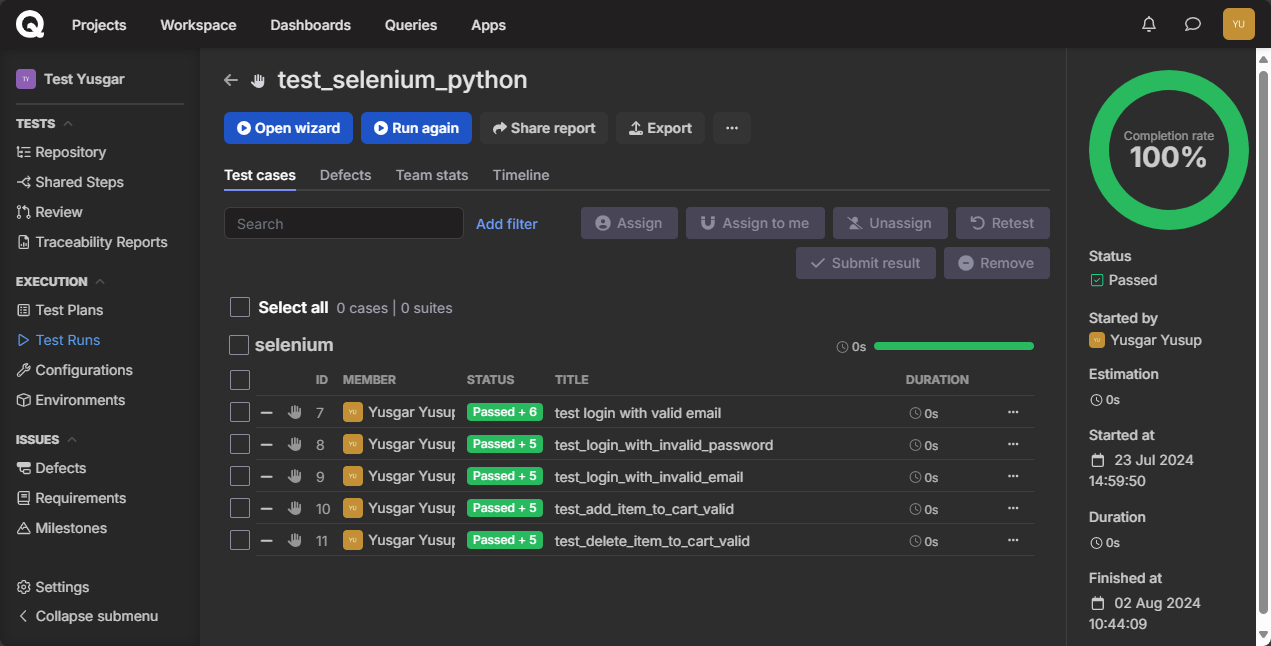 Projects Workspace Dashboards Queries Apps YU
TY Test Yusgar
TESTS
Repository
Shared Steps
Review
Traceability Reports
EXECUTION
Test Plans
Test Runs
Configurations
Environments
ISSUES
Defects
Requirements
Milestones
Settings
Collapse submenu
test_selenium_python
Open wizard Run again Share report Export ...
Test cases Defects Team stats Timeline
Search Add filter Assign Assign to me Unassign Retest
Submit result Remove
Select all 0 cases | 0 suites
selenium 0s
ID MEMBER STATUS TITLE DURATION
7 YU Yusgar Yusup Passed + 6 test login with valid email 0s ...
8 YU Yusgar Yusup Passed + 5 test_login_with_invalid_password 0s ...
9 YU Yusgar Yusup Passed + 5 test_login_with_invalid_email 0s ...
10 YU Yusgar Yusup Passed + 5 test_add_item_to_cart_valid 0s ...
11 YU Yusgar Yusup Passed + 5 test_delete_item_to_cart_valid 0s ...
Completion rate
100%
Status
Passed
Started by
YU Yusgar Yusup
Estimation
0s
Started at
23 Jul 2024
14:59:50
Duration
0s
Finished at
02 Aug 2024
10:44:09